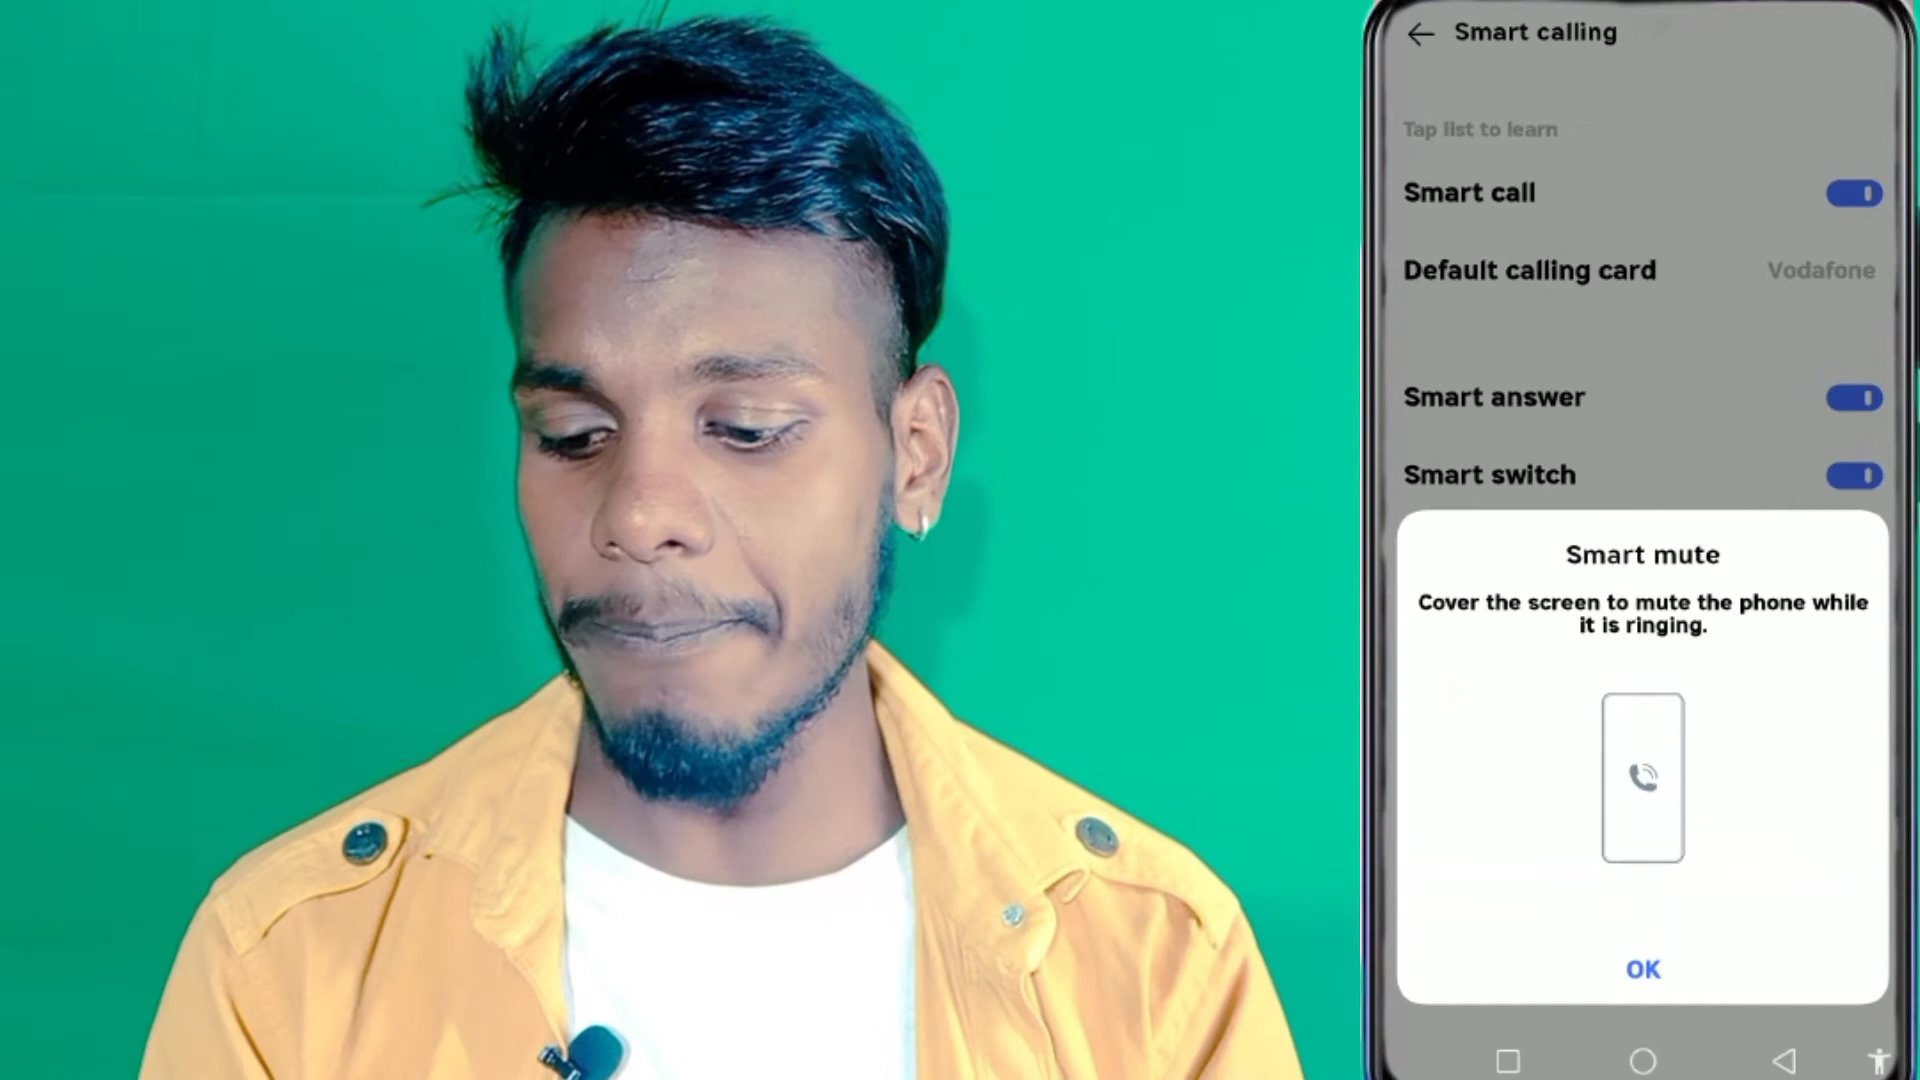 Smart calling
Tap list to learn
Smart call
Default calling card Vodafone
Smart answer
Smart switch
Smart mute
Cover the screen to mute the phone while
it is ringing.
OK